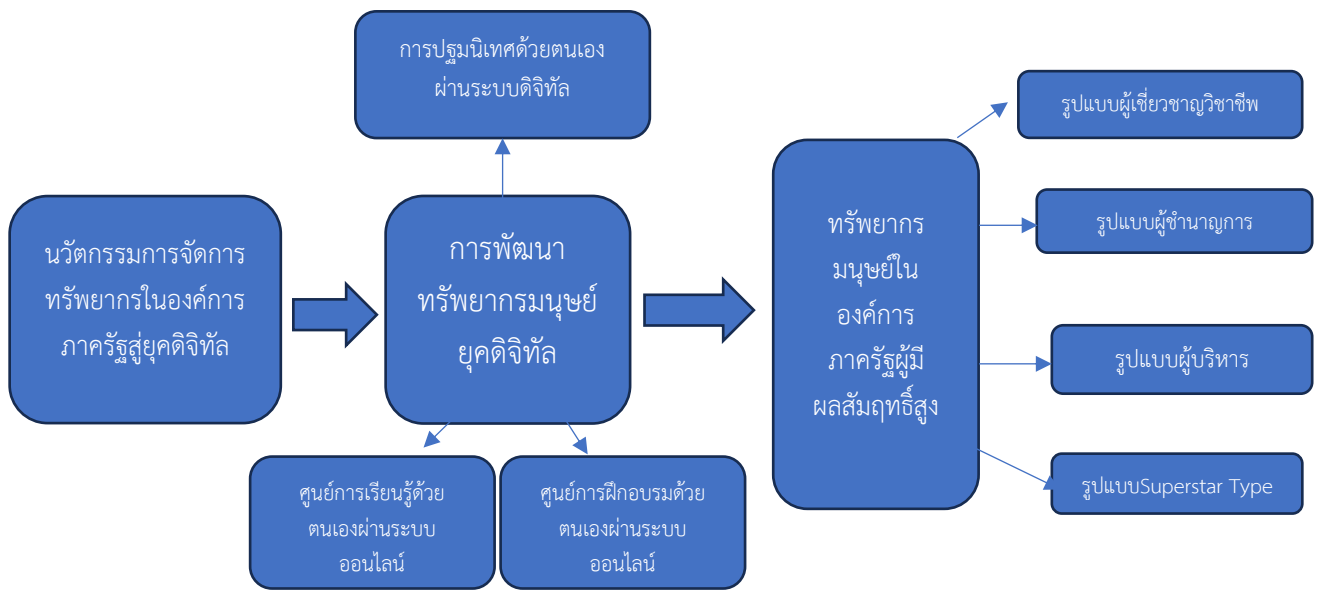 การปฐมนิเทศด้วยตนเอง
ผ่านระบบดิจิทัล
นวัตกรรมการจัดการ
ทรัพยากรในองค์การ
ภาครัฐสู่ยุคดิจิทัล
การพัฒนา
ทรัพยากรมนุษย์
ยุคดิจิทัล
ศูนย์การเรียนรู้ด้วย
ตนเองผ่านระบบ
ออนไลน์
ศูนย์การฝึกอบรมด้วย
ตนเองผ่านระบบ
ออนไลน์
ทรัพยากร
มนุษย์ใน
องค์การ
ภาครัฐผู้มี
ผลสัมฤทธิ์สูง
รูปแบบผู้เชี่ยวชาญวิชาชีพ
รูปแบบผู้ชำนาญการ
รูปแบบผู้บริหาร
รูปแบบSuperstar Type